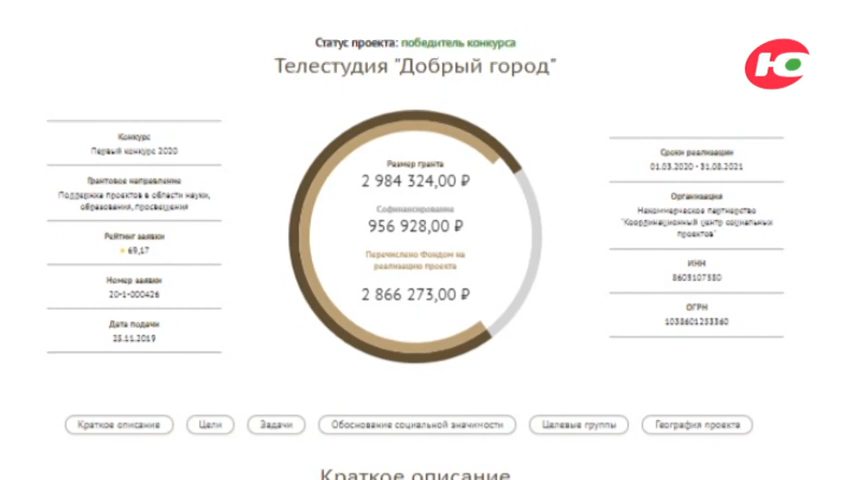 Статус проекта: победитель конкурса
Телестудия "Добрый город"
Ю
Конкурс
Первый конкурс 2020
Грантовое направление
Поддержка проектов в области науки,
образования, просвещения
Рейтинг заявки
69,17
Номер заявки
20-1-000426
Дата подачи
28.11.2019
Размер гранта
2 984 324,00 ₽
Софинансирование
956 928,00 ₽
Перечислено Фондом на
реализацию проекта
2 866 273,00 ₽
Сроки реализации
01.03.2020 - 31.08.2021
Организация
Некоммерческое партнерство
"Координационный центр социальных
проектов"
ИНН
ОГРН
Краткое описание
Цели
Задачи
Обоснование социальной значимости
Целевые группы
География проекта
Краткое описание